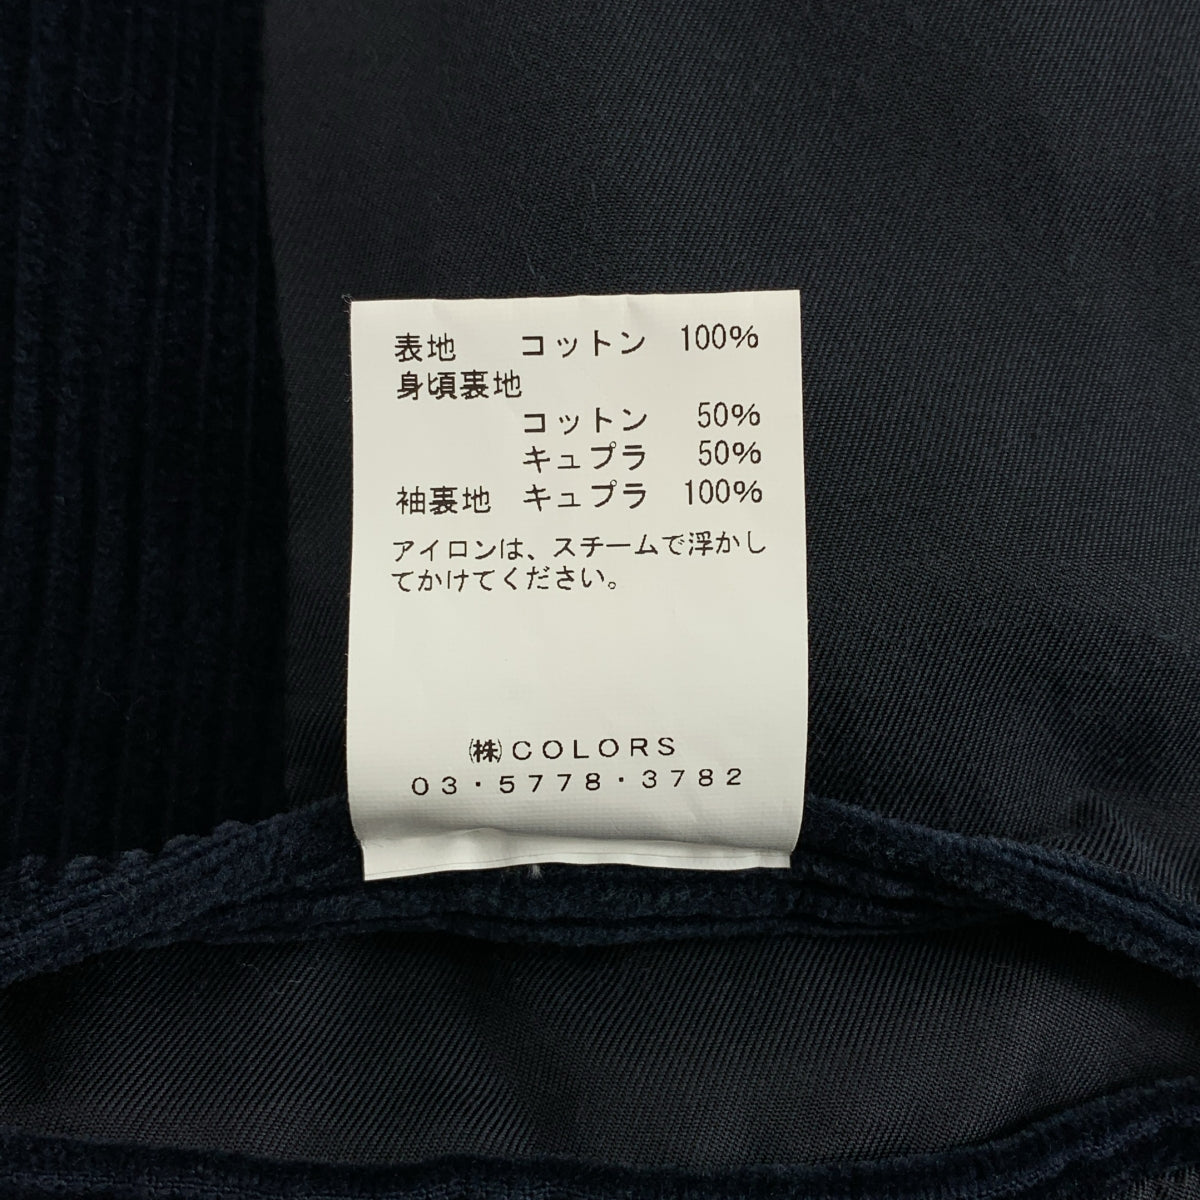 表地 コットン 100%
身頃裏地
コットン 50%
キュプラ 50%
袖裏地 キュプラ 100%
アイロンは、スチームで浮かし
てかけてください。
㈱COLORS
03・5778・3782